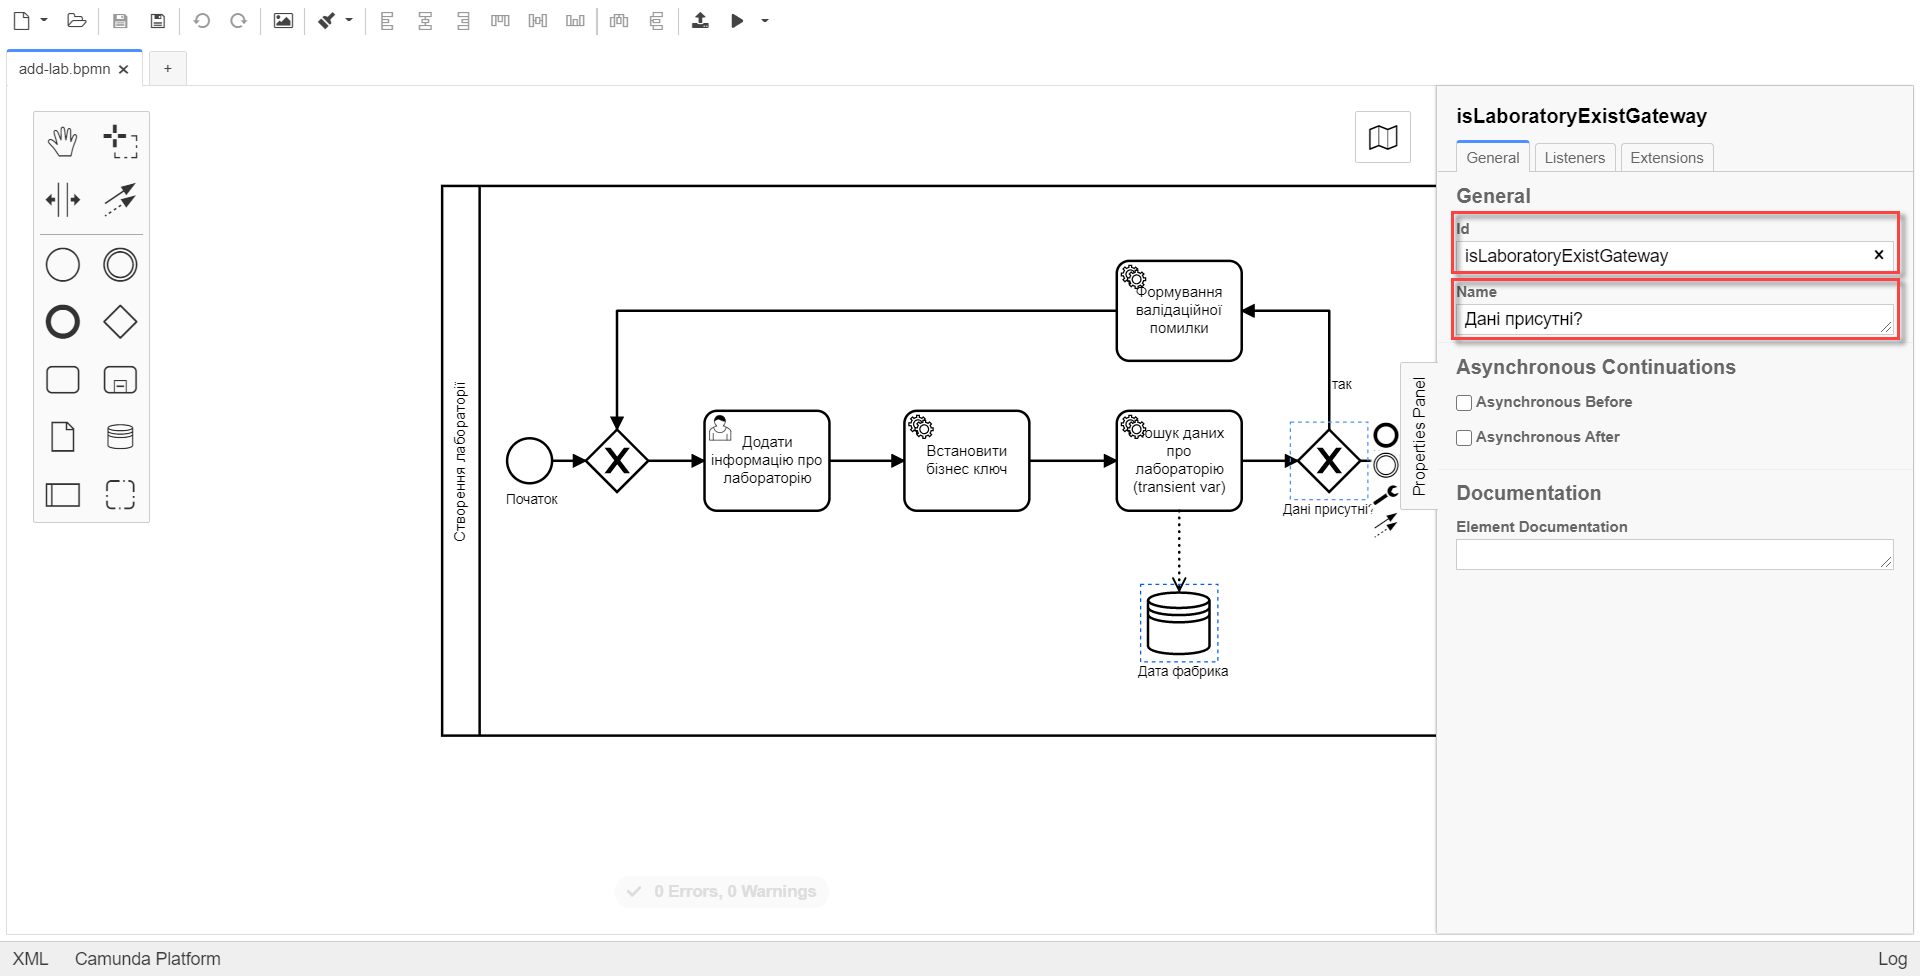 add-lab.bpmn
+
Створення лабораторії
Початок
Додати
інформацію про
лабораторію
Встановити
бізнес ключ
Формування
валідаційної
помилки
ошук даних
про
лабораторію
(transient var)
так
Дані присутні?
Дата фабрика
0 Errors, 0 Warnings
Properties Panel
isLaboratoryExistGateway
General
Listeners
Extensions
General
Id
isLaboratoryExistGateway
Name
Дані присутні?
Asynchronous Continuations
Asynchronous Before
Asynchronous After
Documentation
Element Documentation
XML
Camunda Platform
Log